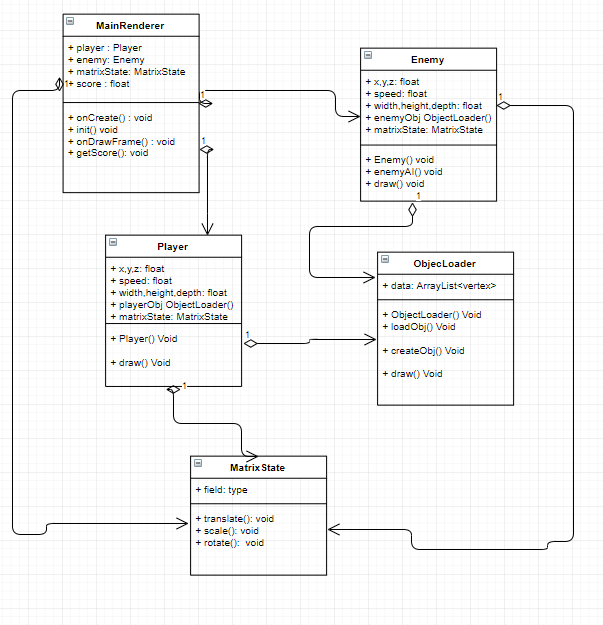 MainRenderer
+ player : Player
+ enemy: Enemy
+ matrixState: MatrixState
+ score : float
+ onCreate() : void
+ init() void
+ onDrawFrame() : void
+ getScore(): void
1
1
1
Enemy
+ x,y,z: float
+ speed: float
+ width,height,depth: float
+ enemyObj ObjectLoader()
+ matrixState: MatrixState
+ Enemy() void
+ enemyAI() void
+ draw() void
1
1
Player
+ x,y,z: float
+ speed: float
+ width,height,depth: float
+ playerObj ObjectLoader()
+ matrixState: MatrixState
+ Player() Void
+ draw() Void
1
1
ObjecLoader
+ data: ArrayList<vertex>
+ ObjectLoader() Void
+ loadObj() Void
+ createObj() Void
+ draw() Void
MatrixState
+ field: type
+ translate(): void
+ scale(): void
+ rotate(): void